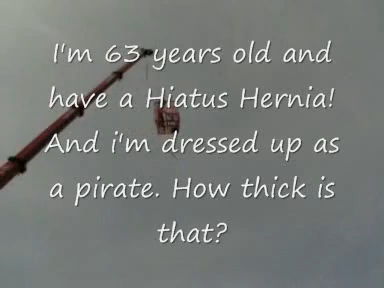 I'm 63 years old and
have a Hiatus Hernia!
And i'm dressed up as
a pirate. How thick is
that?